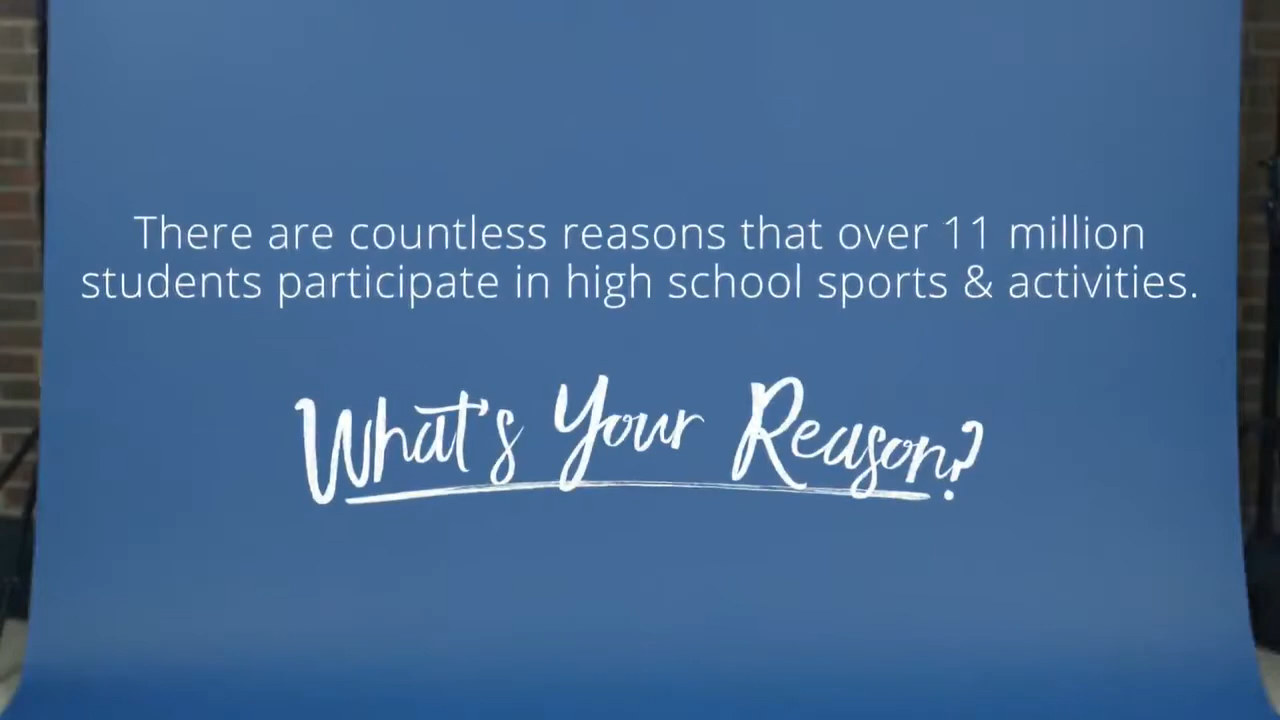 There are countless reasons that over 11 million
students participate in high school sports & activities.
What's Your Reason?